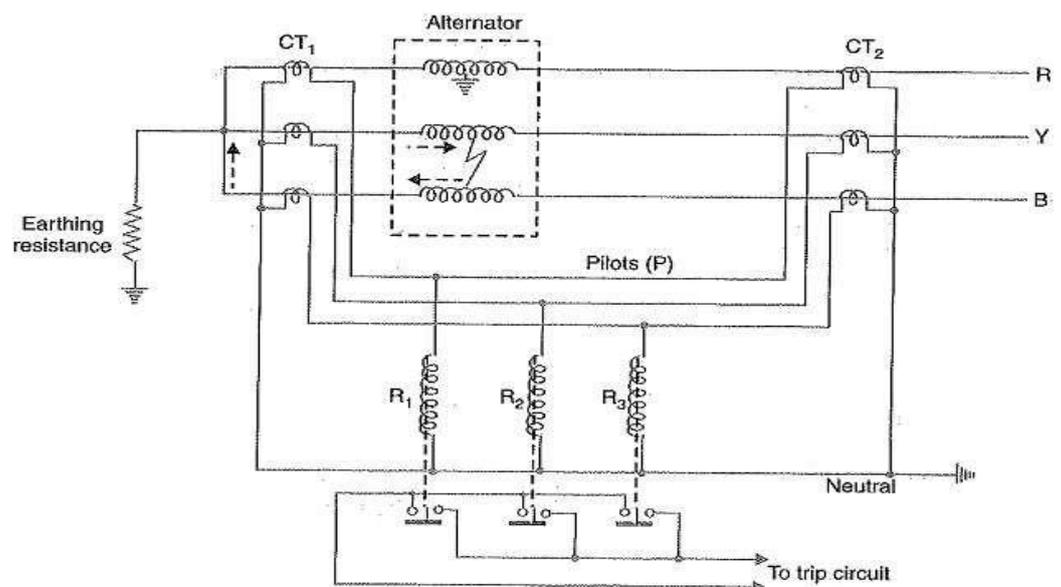 Alternator
CT1
CT2
R
Y
B
Earthing
resistance
Pilots (P)
R1
R2
R3
Neutral
To trip circuit